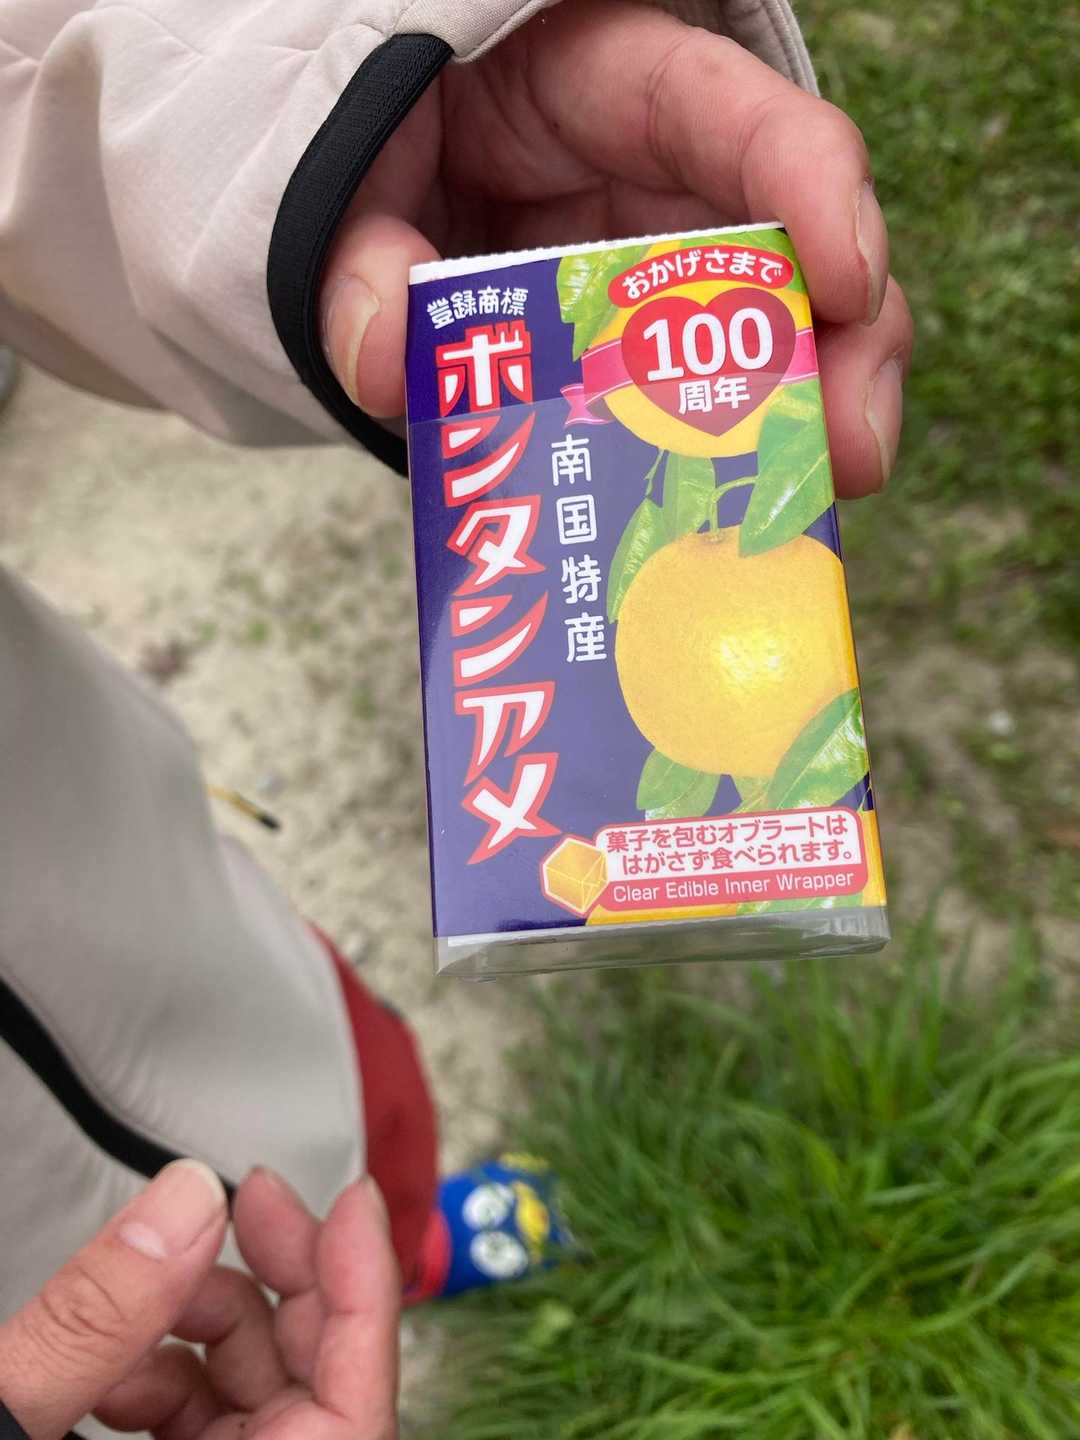 登録商標
ボンタンアメ
南国特産
おかげさまで
100
周年
菓子を包むオブラートは
はがさず食べられます。
Clear Edible Inner Wrapper